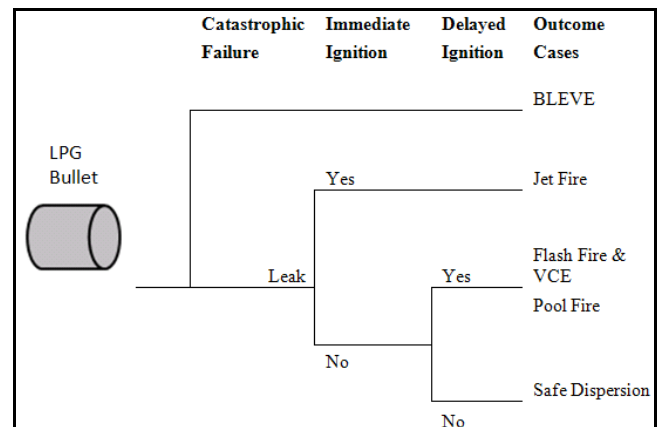 Catastrophic Immediate Delayed Outcome
Failure Ignition Ignition Cases
BLEVE
LPG
Bullet
Yes
Jet Fire
Flash Fire &
Leak
Yes
VCE
Pool Fire
No
Safe Dispersion
No